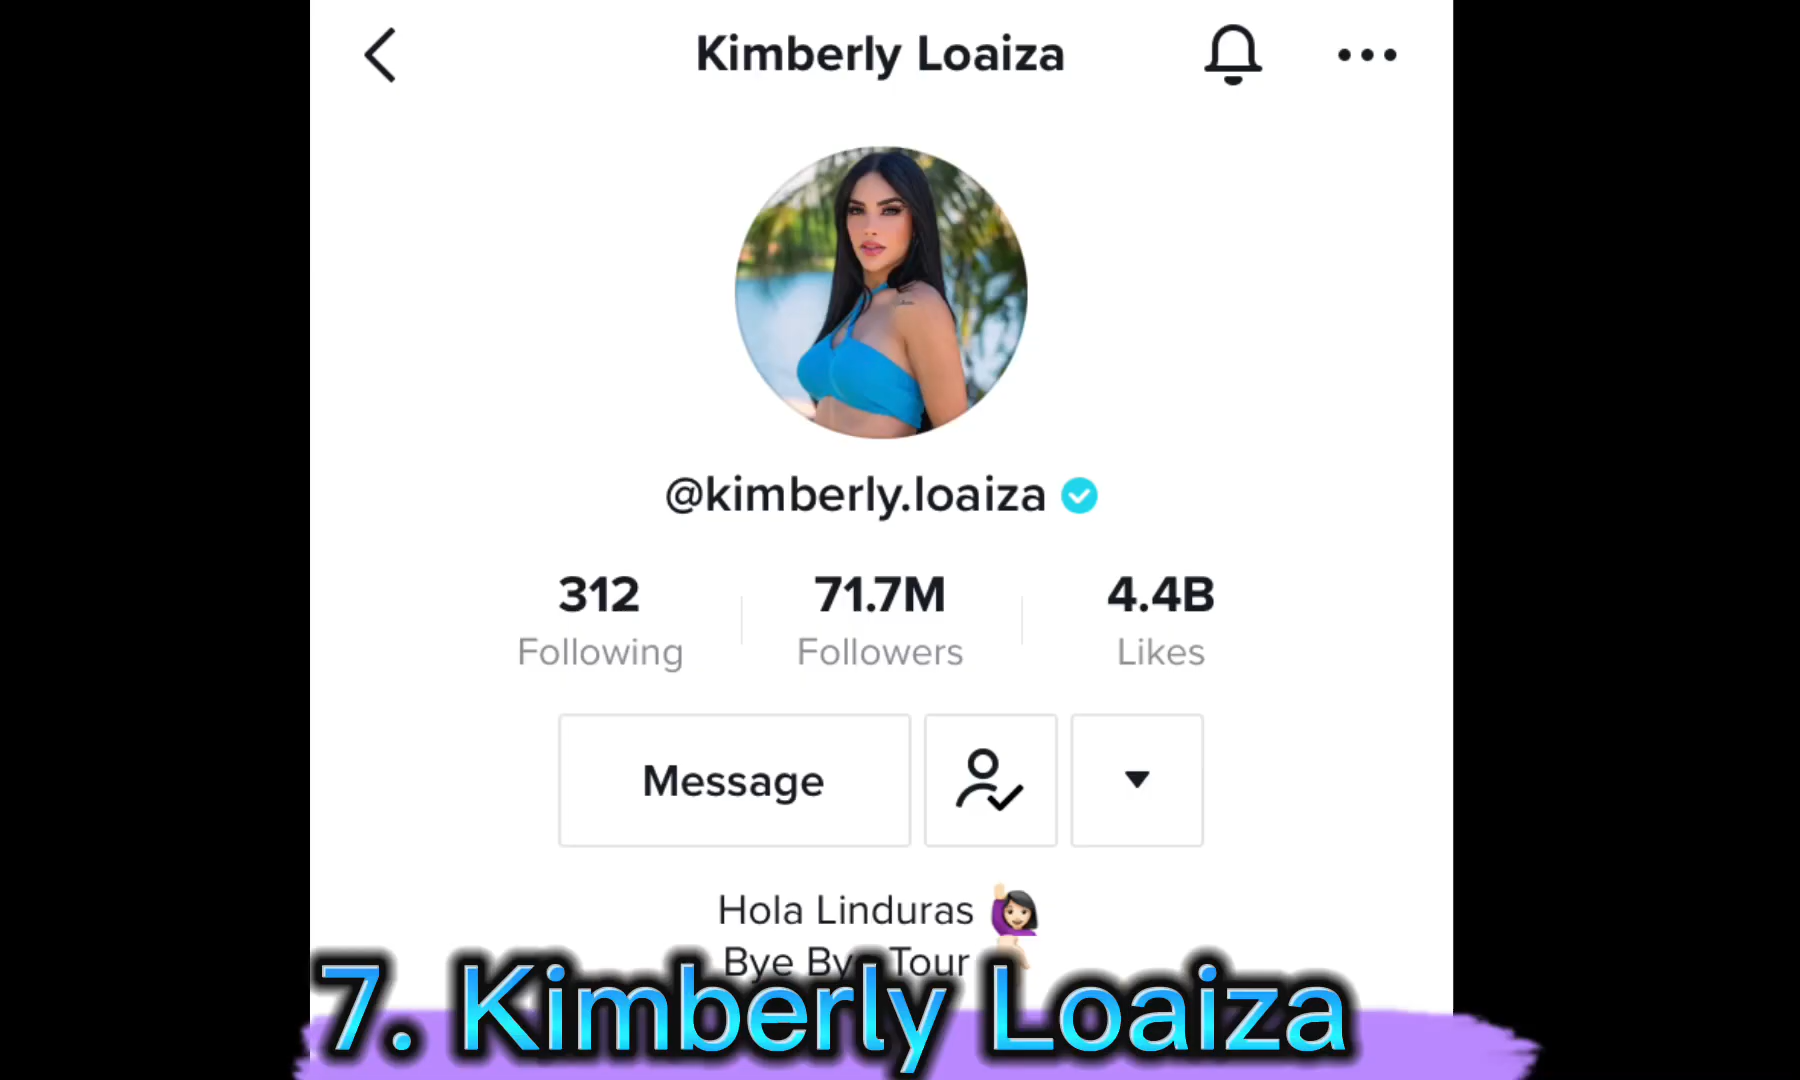 Kimberly Loaiza
@kimberly.loaiza
312 71.7M 4.4B
Following Followers Likes
Message
Hola Linduras
Bye Bye Tour
7. Kimberly Loaiza